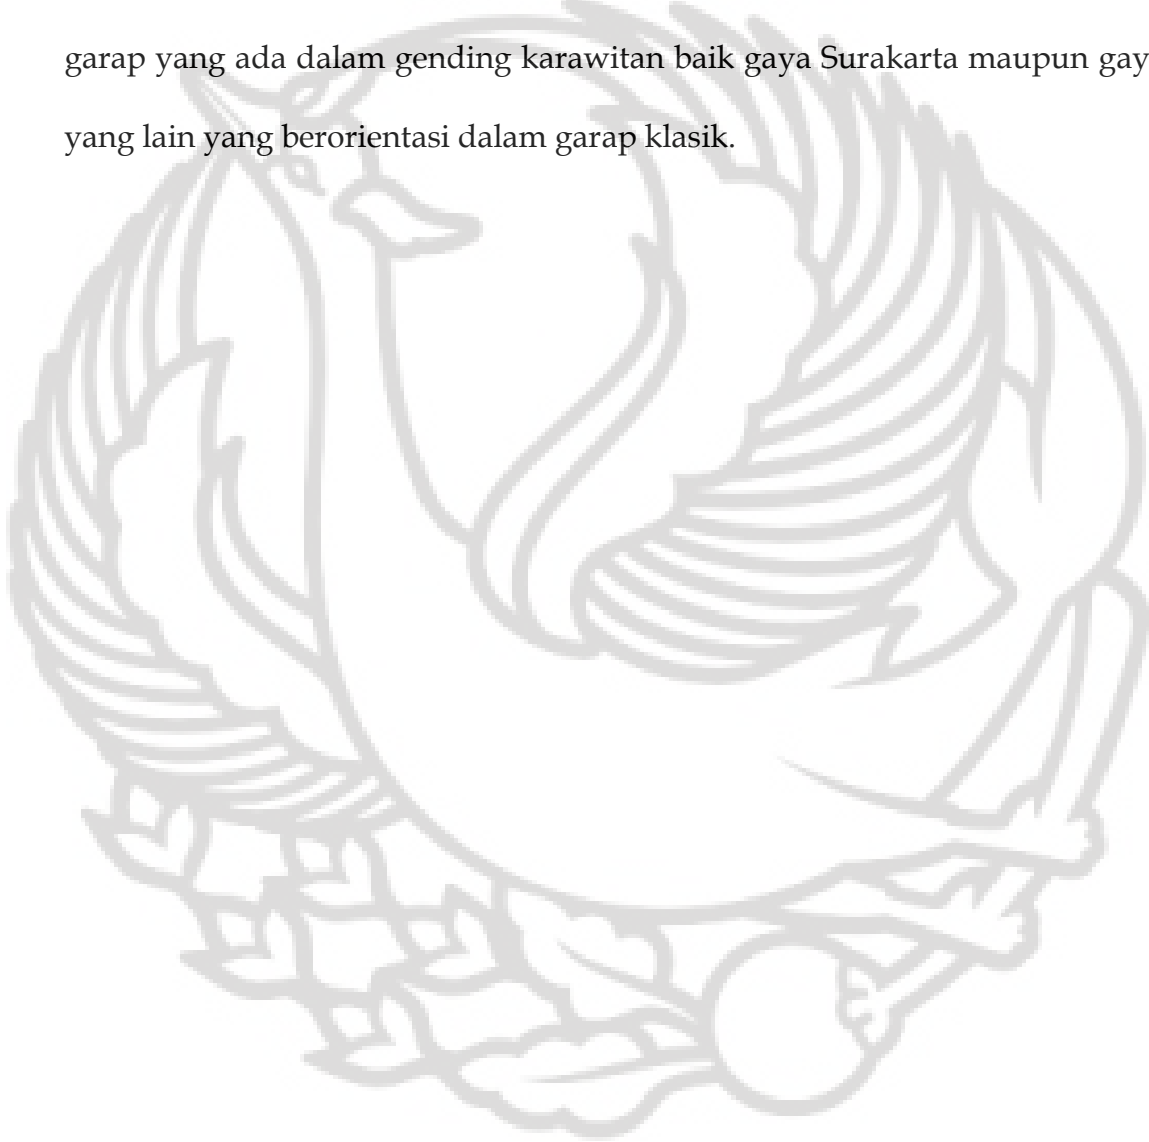 garap yang ada dalam gending karawitan baik gaya Surakarta maupun gay
yang lain yang berorientasi dalam garap klasik.